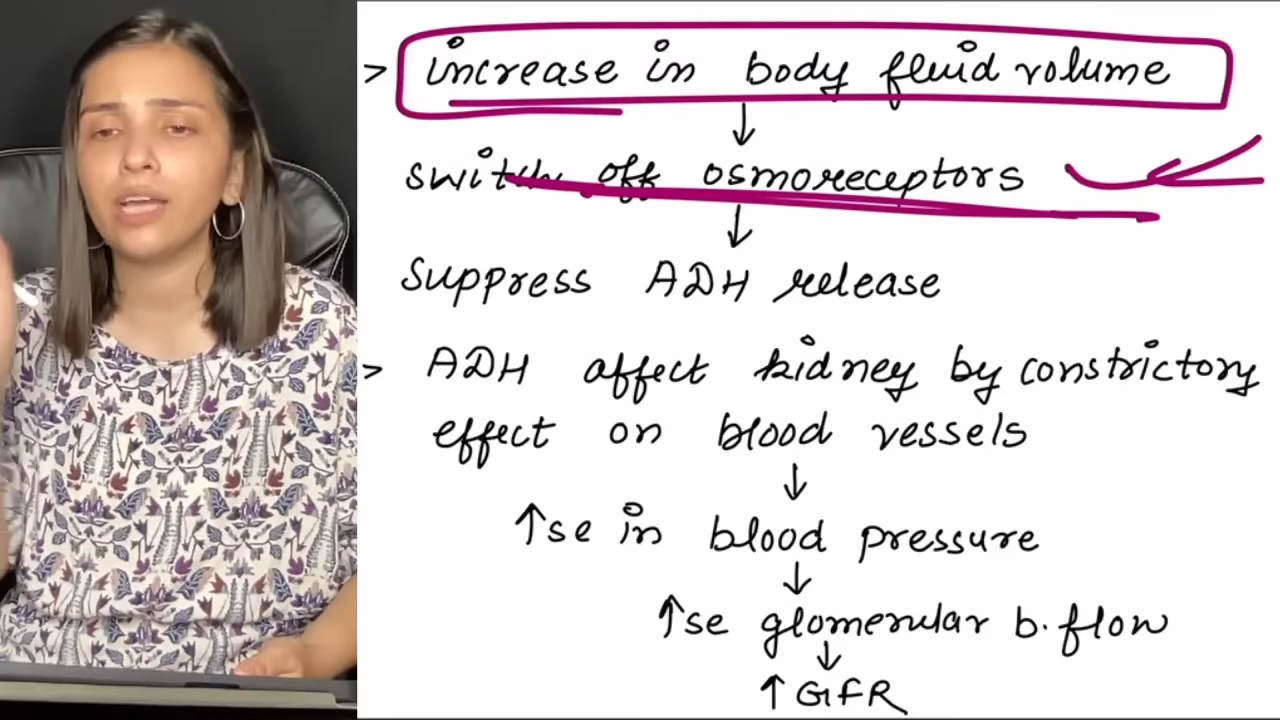 > increase in body fluid volume
↓
switch off osmoreceptors
↓
suppress ADH release
> ADH affect kidney by constrictory
effect on blood vessels
↓
↑se in blood pressure
↓
↑se glomerular b. flow
↓
↑ GFR